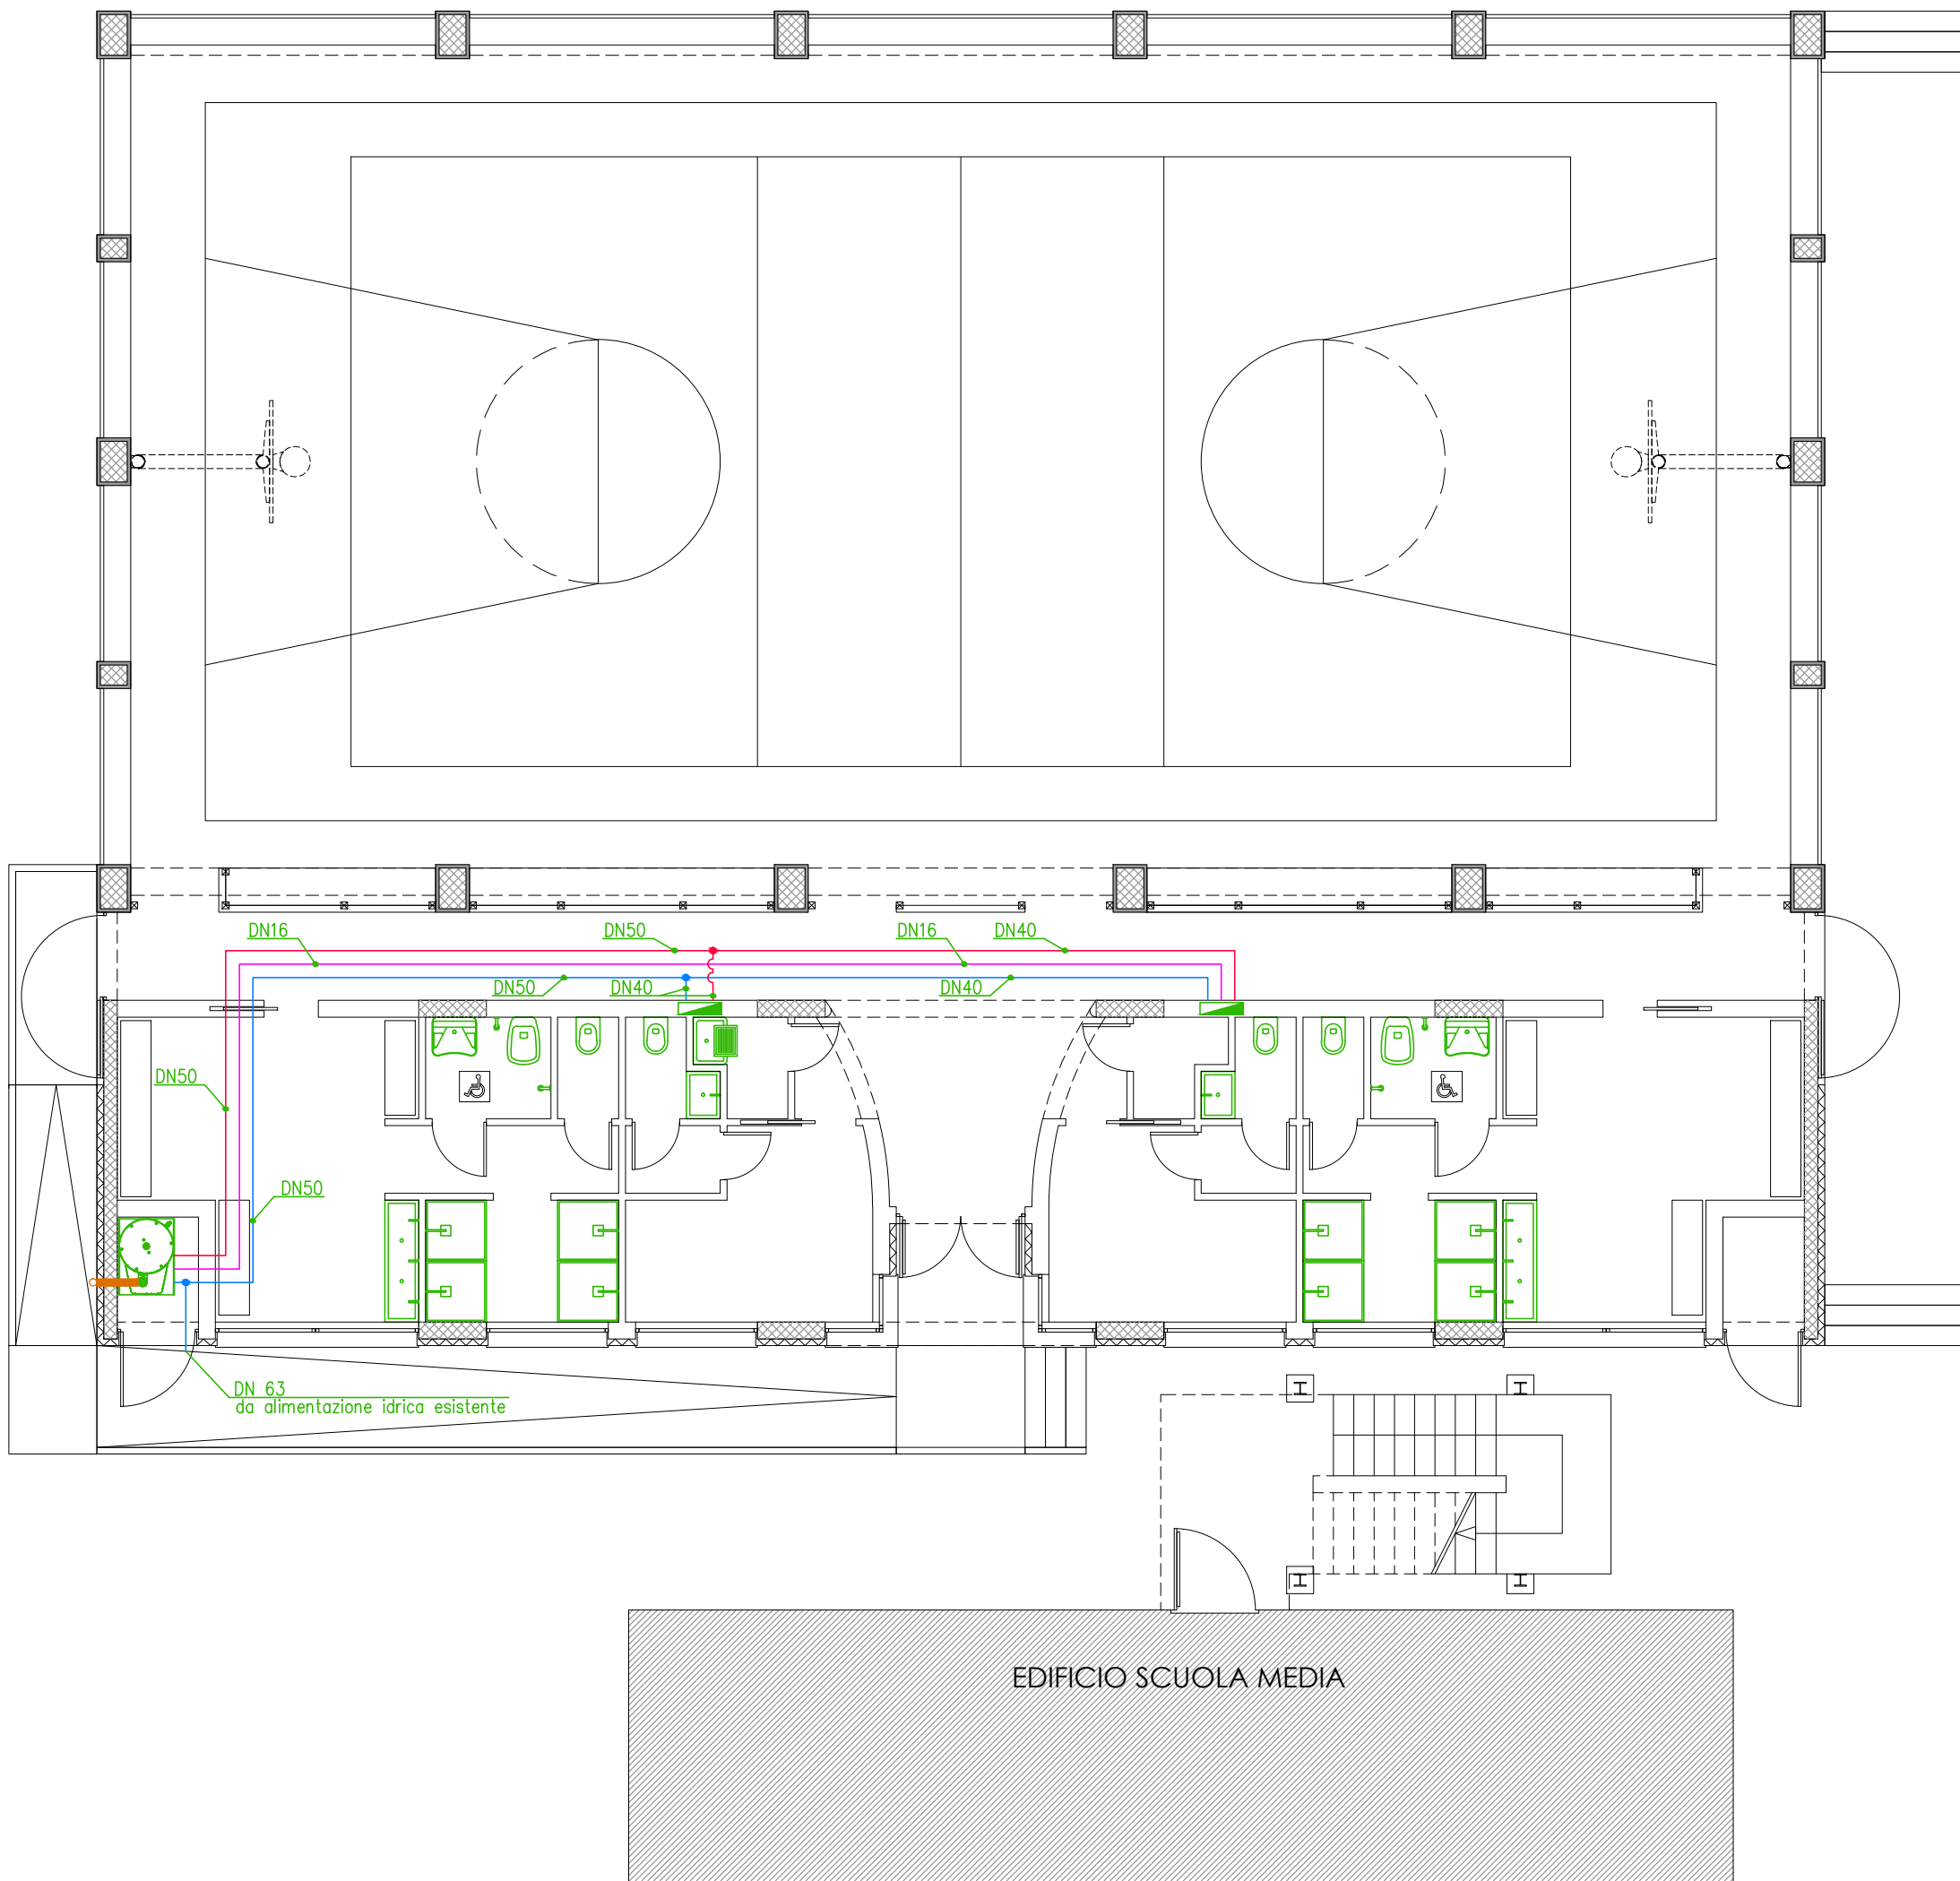 DN16
DN50
DN16
DN40
DN50
DN40
DN40
DN50
DN50
DN 63
da alimentazione idrica esistente
EDIFICIO SCUOLA MEDIA